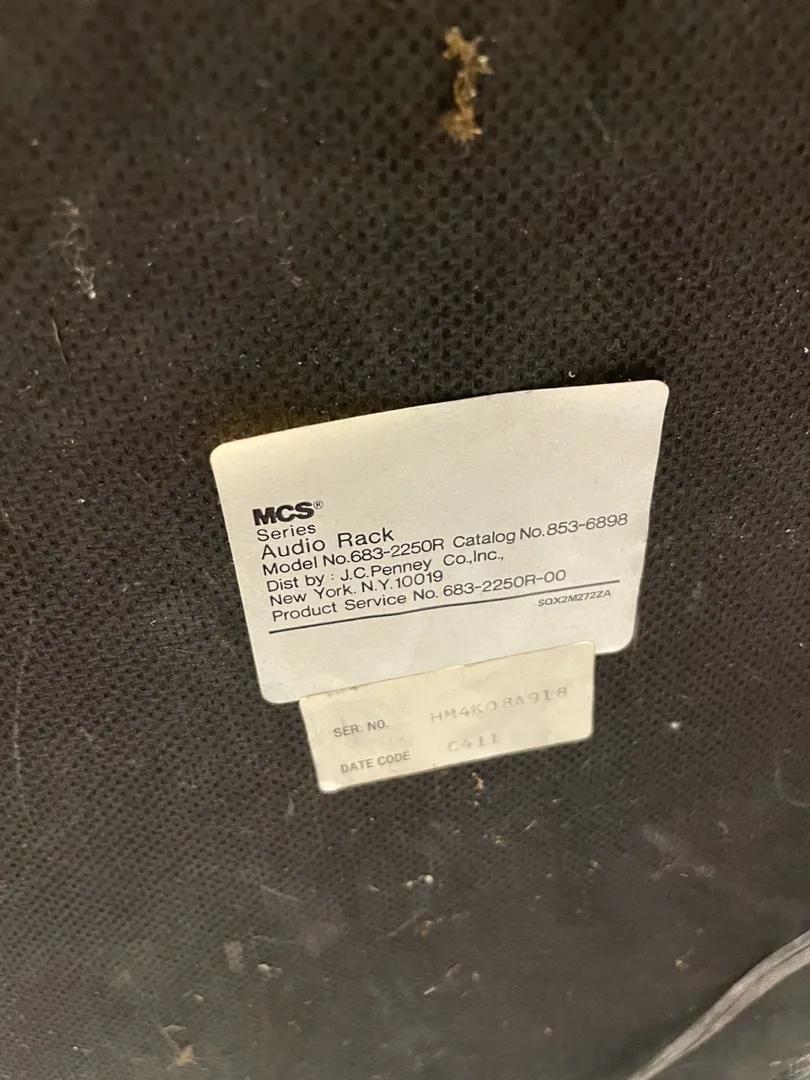 MCS®
Series
Audio Rack
Model No.683-2250R Catalog No.853-6898
Dist by : J.C.Penney Co.,Inc.,
New York. N.Y.10019
Product Service No. 683-2250R-00
SQX2M272ZA
SER. NO. HM4K08A918
DATE CODE C411